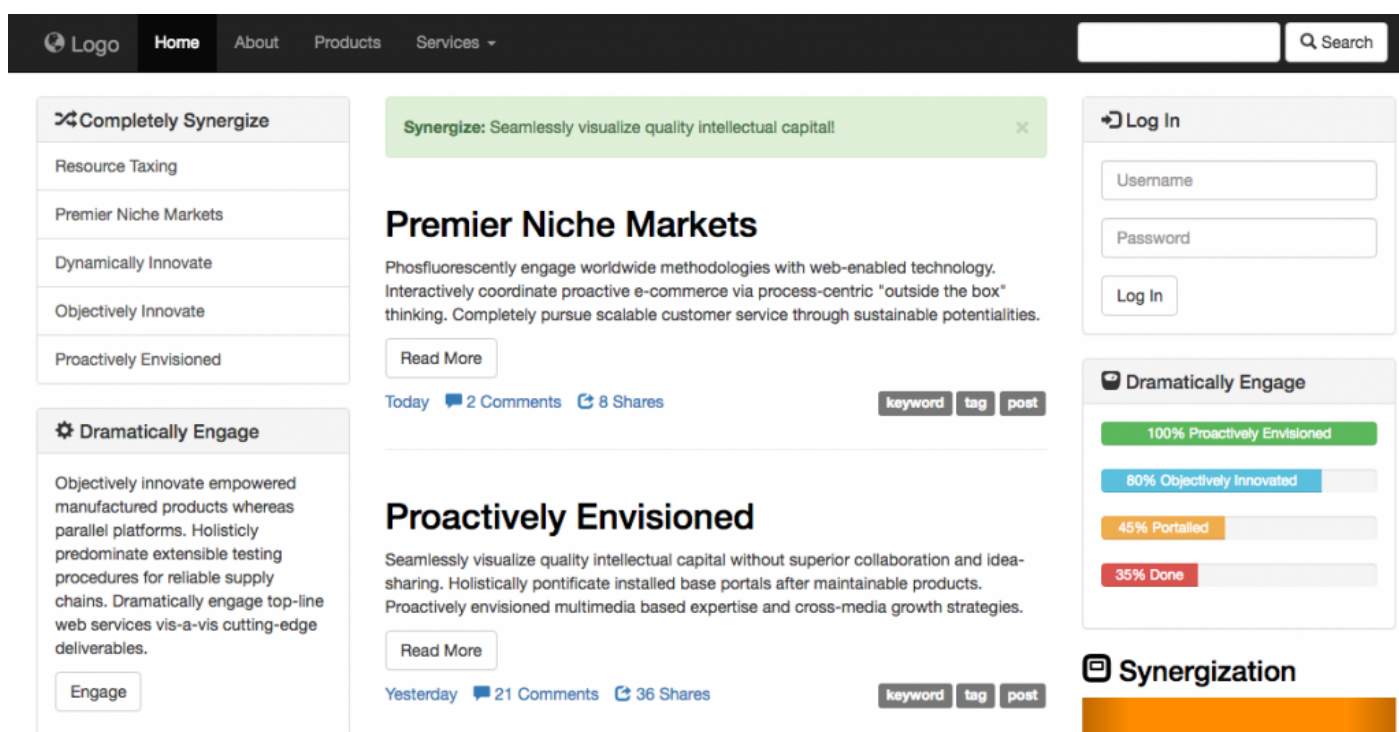 Logo
Home
About
Products
Services
Search
Completely Synergize
Resource Taxing
Premier Niche Markets
Dynamically Innovate
Objectively Innovate
Proactively Envisioned
Dramatically Engage
Objectively innovate empowered
manufactured products whereas
parallel platforms. Holisticly
predominate extensible testing
procedures for reliable supply
chains. Dramatically engage top-line
web services vis-a-vis cutting-edge
deliverables.
Engage
Synergize: Seamlessly visualize quality intellectual capital!
×
Premier Niche Markets
Phosfluorescently engage worldwide methodologies with web-enabled technology.
Interactively coordinate proactive e-commerce via process-centric "outside the box"
thinking. Completely pursue scalable customer service through sustainable potentialities.
Read More
Today 2 Comments 8 Shares
keyword tag post
Proactively Envisioned
Seamlessly visualize quality intellectual capital without superior collaboration and idea-
sharing. Holistically pontificate installed base portals after maintainable products.
Proactively envisioned multimedia based expertise and cross-media growth strategies.
Read More
Yesterday 21 Comments 36 Shares
keyword tag post
Log In
Username
Password
Log In
Dramatically Engage
100% Proactively Envisioned
80% Objectively Innovated
45% Portalled
35% Done
Synergization